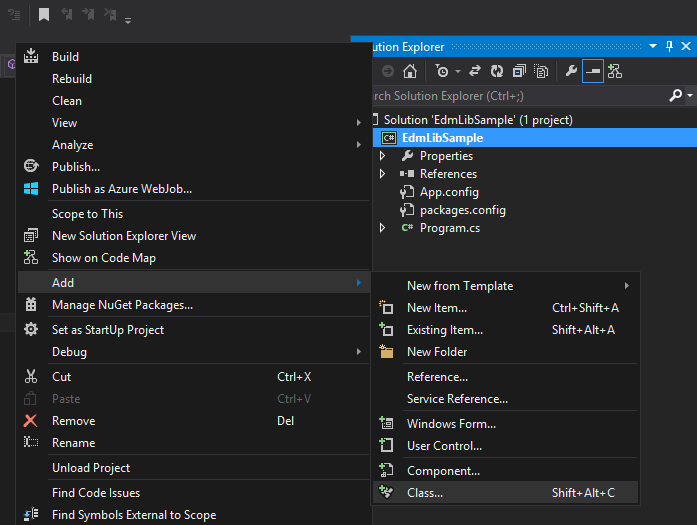 Solution Explorer
Search Solution Explorer (Ctrl+;)
Solution 'EdmLibSample' (1 project)
C# EdmLibSample
Properties
References
App.config
packages.config
C# Program.cs
Build
Rebuild
Clean
View
Analyze
Publish...
Publish as Azure WebJob...
Scope to This
New Solution Explorer View
Show on Code Map
Add
Manage NuGet Packages...
Set as StartUp Project
Debug
Cut Ctrl+X
Paste Ctrl+V
Remove Del
Rename
Unload Project
Find Code Issues
Find Symbols External to Scope
New from Template
New Item... Ctrl+Shift+A
Existing Item... Shift+Alt+A
New Folder
Reference...
Service Reference...
Windows Form...
User Control...
Component...
Class... Shift+Alt+C